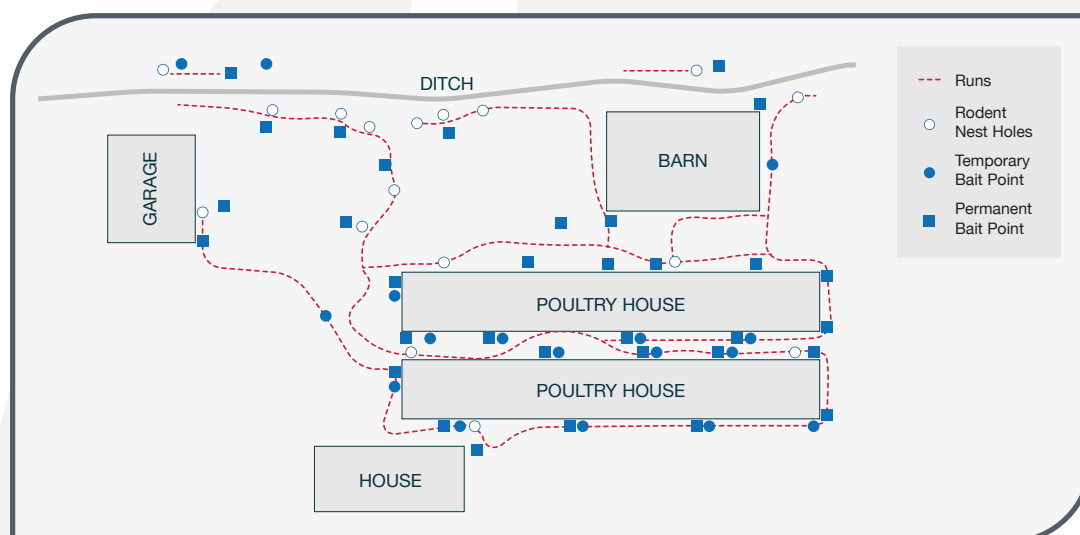 DITCH
GARAGE
BARN
POULTRY HOUSE
POULTRY HOUSE
HOUSE
Runs
Rodent
Nest Holes
Temporary
Bait Point
Permanent
Bait Point